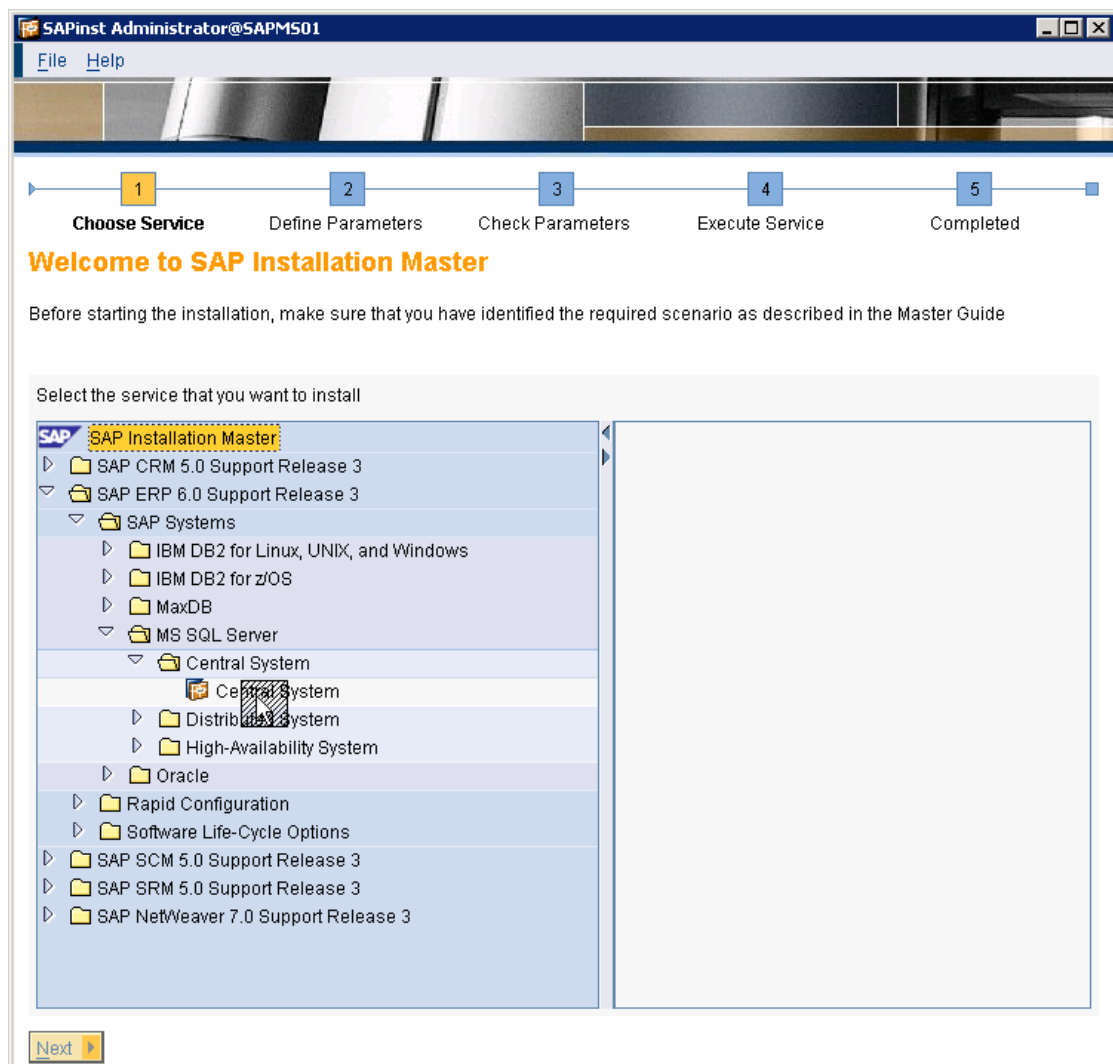 SAPinst Administrator@SAPMS01
File Help
1 2 3 4 5
Choose Service Define Parameters Check Parameters Execute Service Completed
Welcome to SAP Installation Master
Before starting the installation, make sure that you have identified the required scenario as described in the Master Guide
Select the service that you want to install
SAP SAP Installation Master
SAP CRM 5.0 Support Release 3
SAP ERP 6.0 Support Release 3
SAP Systems
IBM DB2 for Linux, UNIX, and Windows
IBM DB2 for z/OS
MaxDB
MS SQL Server
Central System
Central System
Distributed System
High-Availability System
Oracle
Rapid Configuration
Software Life-Cycle Options
SAP SCM 5.0 Support Release 3
SAP SRM 5.0 Support Release 3
SAP NetWeaver 7.0 Support Release 3
Next